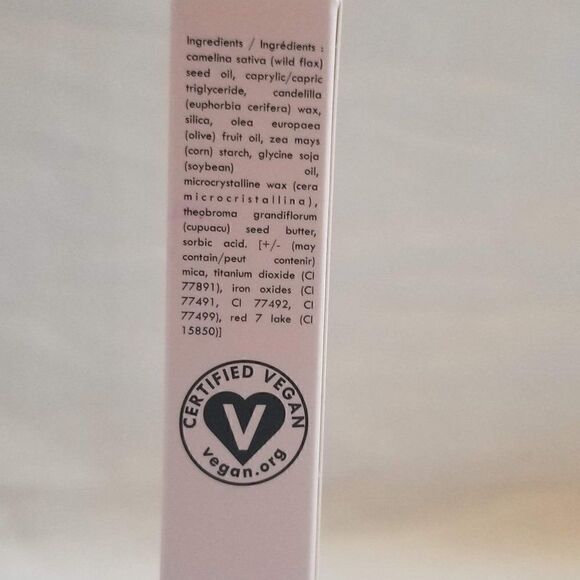 Ingredients / Ingrédients :
camelina sativa (wild flax)
seed oil, caprylic/capric
triglyceride, candelilla
(euphorbia cerifera) wax,
silica, olea europaea
(olive) fruit oil, zea mays
(corn) starch, glycine soja
(soybean) oil,
microcrystalline wax (cera
microcristallina),
theobroma grandiflorum
(cupuacu) seed butter,
sorbic acid. [+/- (may
contain/peut contenir)
mica, titanium dioxide (CI
77891), iron oxides (CI
77491, CI 77492, CI
77499), red 7 lake (CI
15850)]
CERTIFIED VEGAN
V
vegan.org